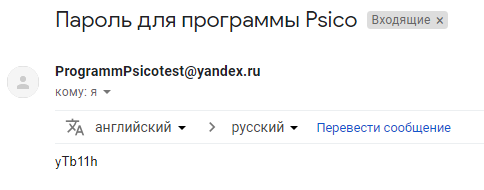 Пароль для программы Psico Входящие ×
ProgrammPsicotest@yandex.ru
кому: я
английский > русский Перевести сообщение
yTb11h